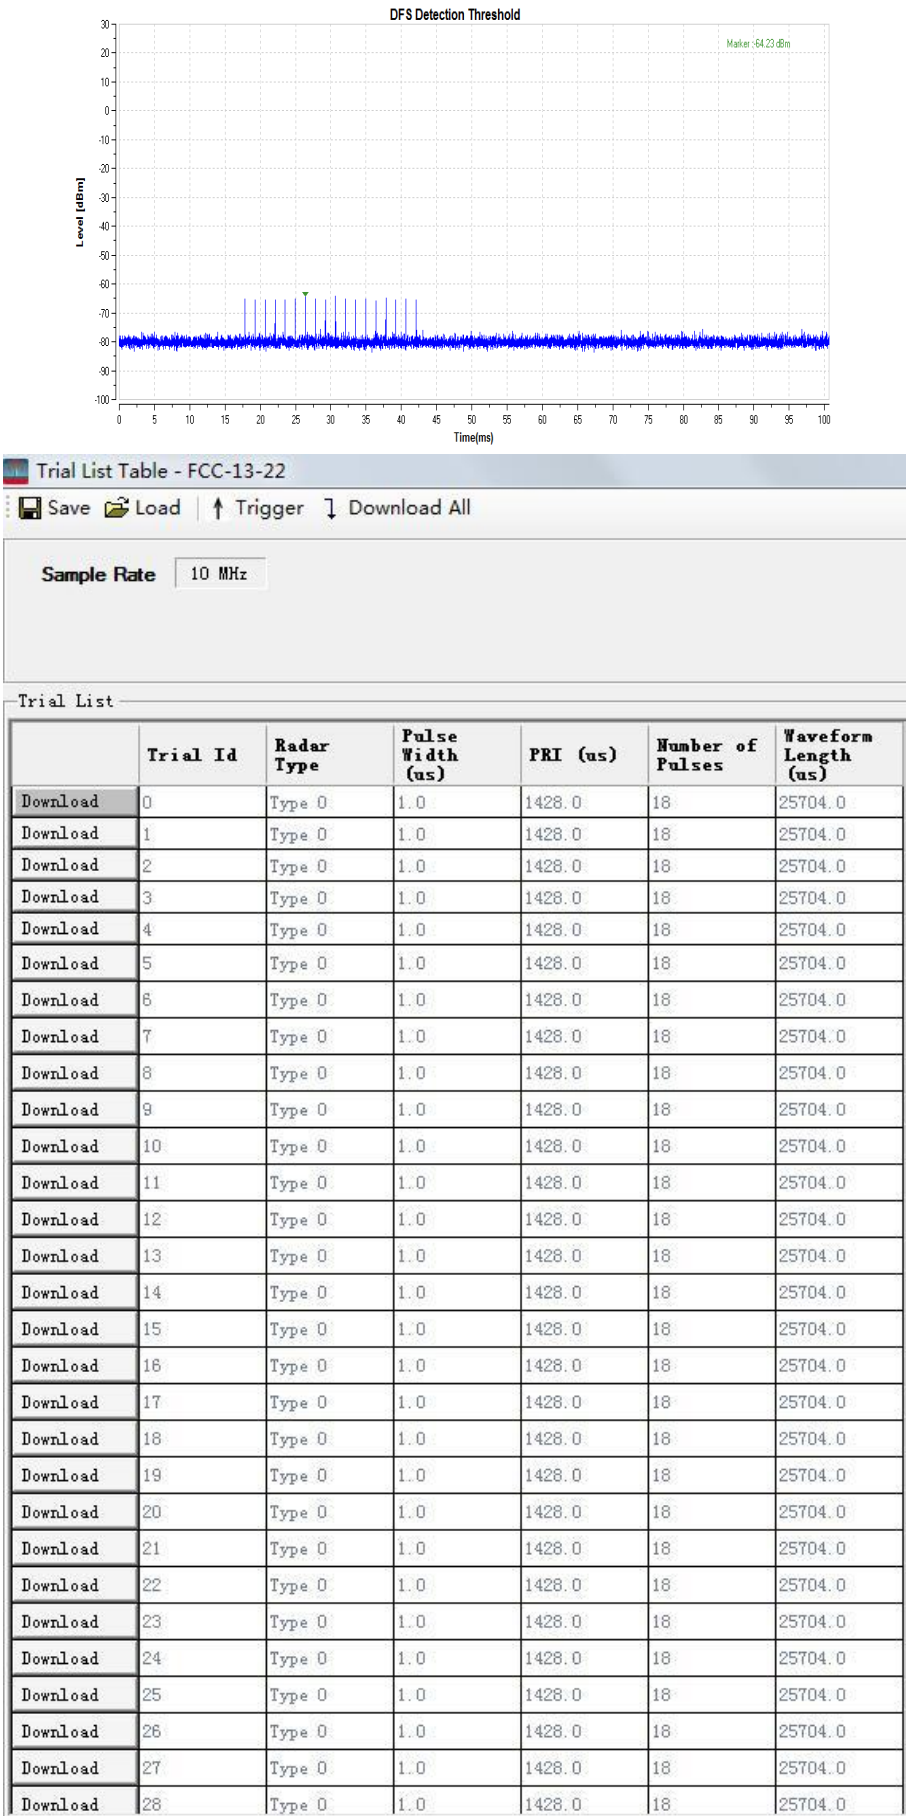 DFS Detection Threshold
Marker: -64.23 dBm
30
20
10
0
-10
-20
-30
-40
-50
-60
-70
-80
-90
-100
Level [dBm]
0 5 10 15 20 25 30 35 40 45 50 55 60 65 70 75 80 85 90 95 100
Time(ms)
Trial List Table - FCC-13-22
Save Load Trigger Download All
Sample Rate 10 MHz
Trial List
Trial Id Radar Type Pulse Width (us) PRI (us) Number of Pulses Waveform Length (us)
Download 0 Type 0 1.0 1428.0 18 25704.0
Download 1 Type 0 1.0 1428.0 18 25704.0
Download 2 Type 0 1.0 1428.0 18 25704.0
Download 3 Type 0 1.0 1428.0 18 25704.0
Download 4 Type 0 1.0 1428.0 18 25704.0
Download 5 Type 0 1.0 1428.0 18 25704.0
Download 6 Type 0 1.0 1428.0 18 25704.0
Download 7 Type 0 1.0 1428.0 18 25704.0
Download 8 Type 0 1.0 1428.0 18 25704.0
Download 9 Type 0 1.0 1428.0 18 25704.0
Download 10 Type 0 1.0 1428.0 18 25704.0
Download 11 Type 0 1.0 1428.0 18 25704.0
Download 12 Type 0 1.0 1428.0 18 25704.0
Download 13 Type 0 1.0 1428.0 18 25704.0
Download 14 Type 0 1.0 1428.0 18 25704.0
Download 15 Type 0 1.0 1428.0 18 25704.0
Download 16 Type 0 1.0 1428.0 18 25704.0
Download 17 Type 0 1.0 1428.0 18 25704.0
Download 18 Type 0 1.0 1428.0 18 25704.0
Download 19 Type 0 1.0 1428.0 18 25704.0
Download 20 Type 0 1.0 1428.0 18 25704.0
Download 21 Type 0 1.0 1428.0 18 25704.0
Download 22 Type 0 1.0 1428.0 18 25704.0
Download 23 Type 0 1.0 1428.0 18 25704.0
Download 24 Type 0 1.0 1428.0 18 25704.0
Download 25 Type 0 1.0 1428.0 18 25704.0
Download 26 Type 0 1.0 1428.0 18 25704.0
Download 27 Type 0 1.0 1428.0 18 25704.0
Download 28 Type 0 1.0 1428.0 18 25704.0